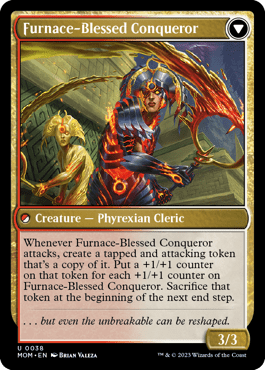 Furnace-Blessed Conqueror
Creature — Phyrexian Cleric
Whenever Furnace-Blessed Conqueror
attacks, create a tapped and attacking token
that's a copy of it. Put a +1/+1 counter
on that token for each +1/+1 counter on
Furnace-Blessed Conqueror. Sacrifice that
token at the beginning of the next end step.
. . . but even the unbreakable can be reshaped.
3/3
U 0038
MOM • EN BRIAN VALEZA
™ & © 2023 Wizards of the Coast